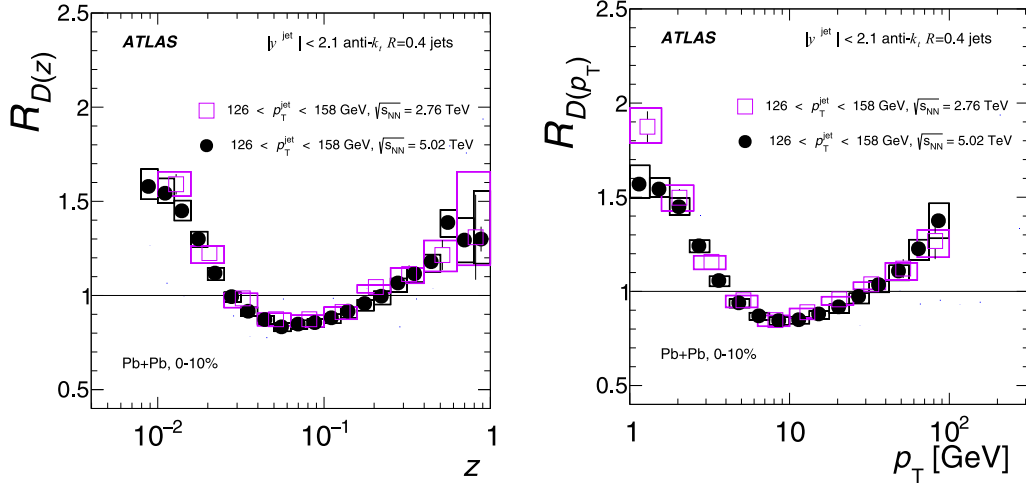 2.5
2
1.5
1
0.5
R_D(z)
ATLAS
|y^jet| < 2.1 anti-k_t R=0.4 jets
126 < p_T^jet < 158 GeV, √s_NN = 2.76 TeV
126 < p_T^jet < 158 GeV, √s_NN = 5.02 TeV
Pb+Pb, 0-10%
10^−2 10^−1 1
z
2.5
2
1.5
1
0.5
R_D(p_T)
ATLAS
|y^jet| < 2.1 anti-k_t R=0.4 jets
126 < p_T^jet < 158 GeV, √s_NN = 2.76 TeV
126 < p_T^jet < 158 GeV, √s_NN = 5.02 TeV
Pb+Pb, 0-10%
1 10 10^2
p_T [GeV]